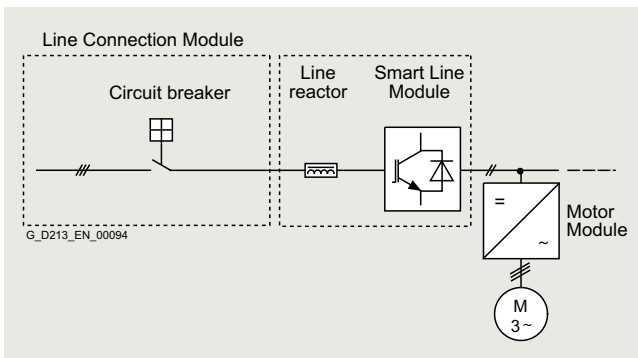 Line Connection Module
Circuit breaker
Line
reactor
Smart Line
Module
G_D213_EN_00094
=
~
Motor
Module
M
3~